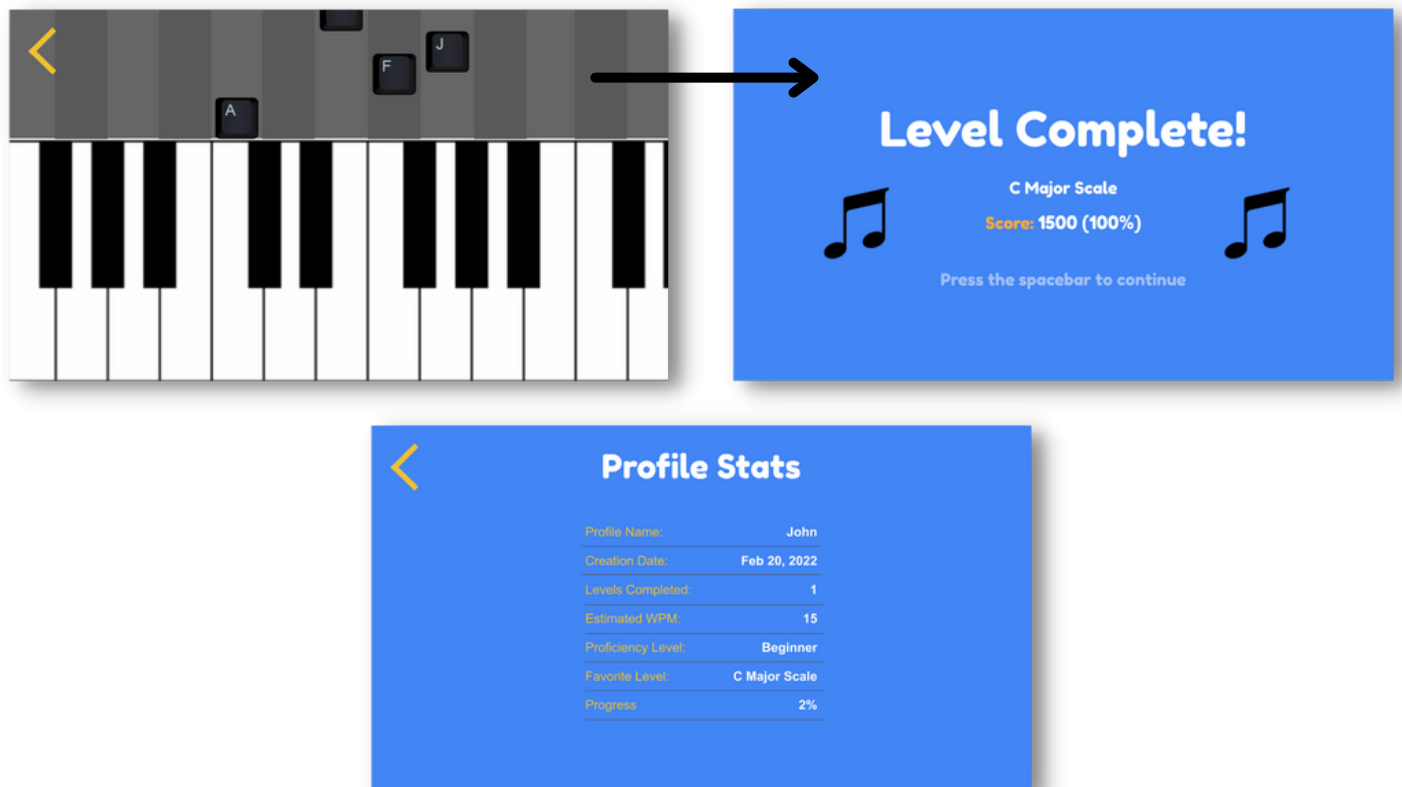 J
F
A
Level Complete!
C Major Scale
Score: 1500 (100%)
Press the spacebar to continue
Profile Stats
Profile Name: John
Creation Date: Feb 20, 2022
Levels Completed: 1
Estimated WPM: 15
Proficiency Level: Beginner
Favorite Level: C Major Scale
Progress 2%